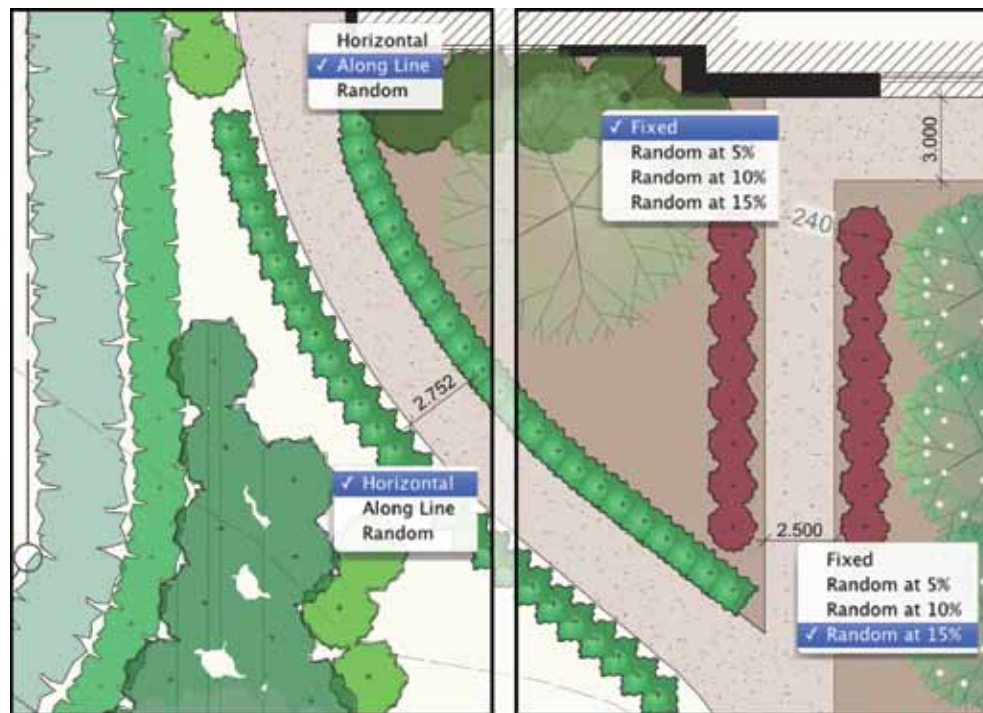 Horizontal
✓ Along Line
Random
✓ Fixed
Random at 5%
Random at 10%
Random at 15%
3.000
240
2.752
✓ Horizontal
Along Line
Random
2.500
Fixed
Random at 5%
Random at 10%
✓ Random at 15%